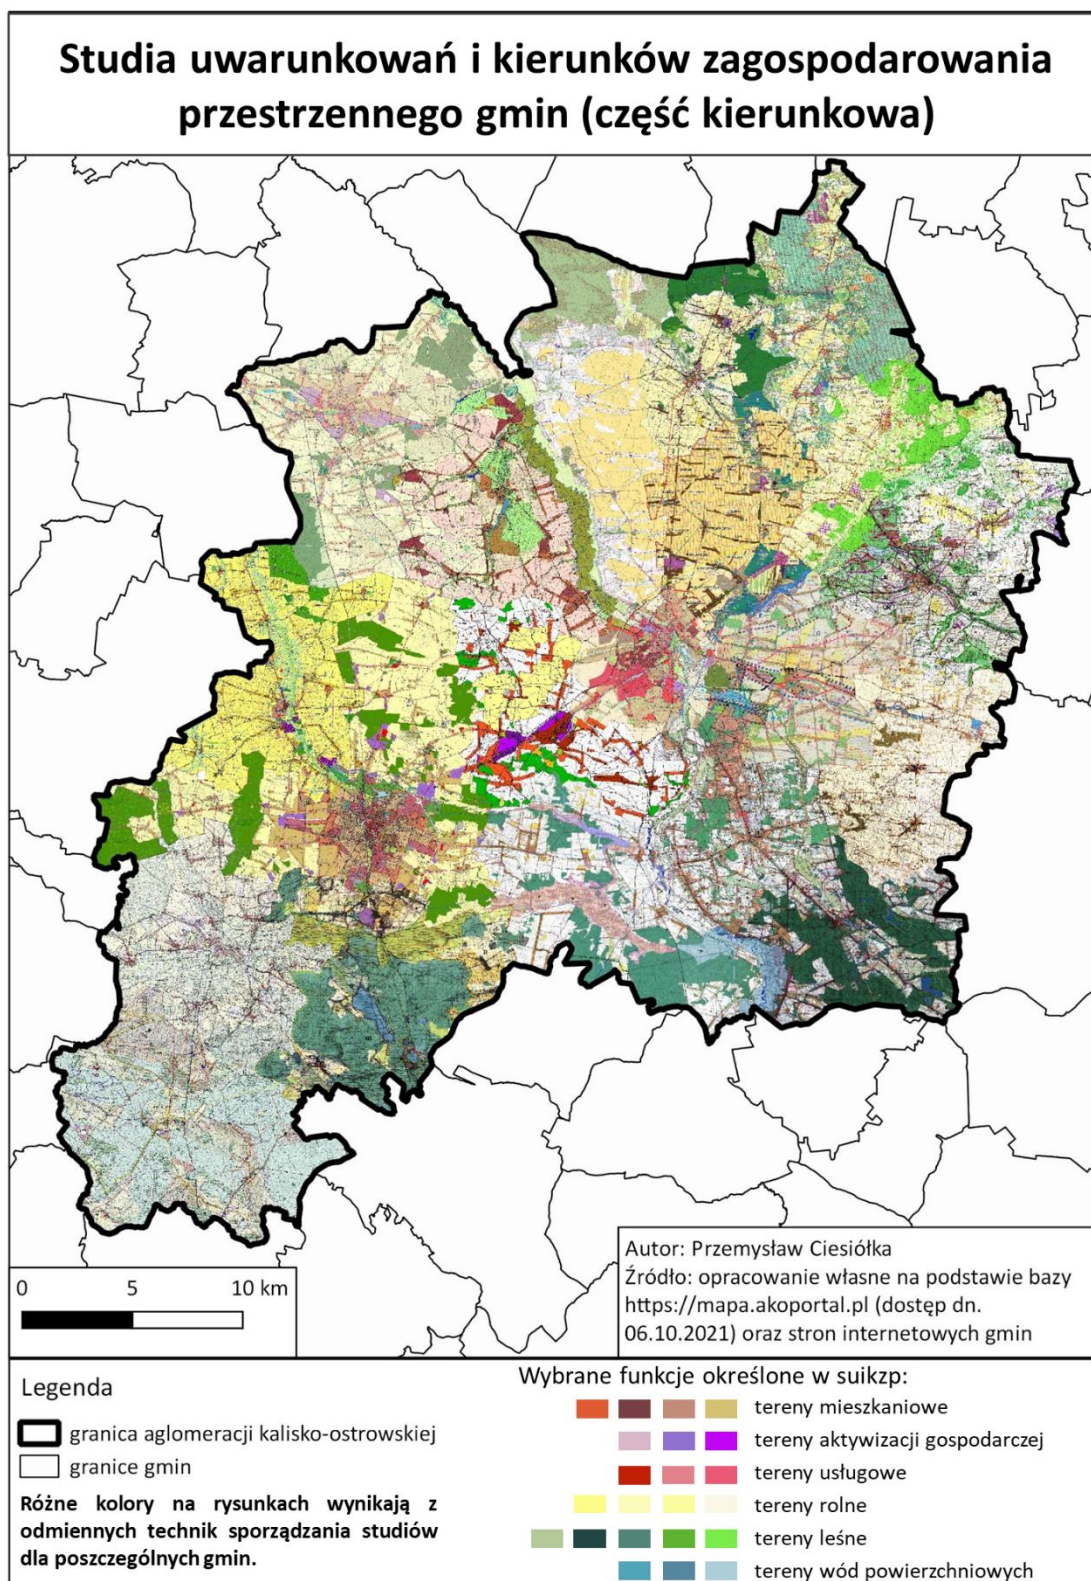 Studia uwarunkowań i kierunków zagospodarowania
przestrzennego gmin (część kierunkowa)
Autor: Przemysław Ciesiółka
Źródło: opracowanie własne na podstawie bazy
https://mapa.akoportal.pl (dostęp dn.
06.10.2021) oraz stron internetowych gmin
0 5 10 km
Legenda
granica aglomeracji kalisko-ostrowskiej
granice gmin
Różne kolory na rysunkach wynikają z
odmiennych technik sporządzania studiów
dla poszczególnych gmin.
Wybrane funkcje określone w suikzp:
tereny mieszkaniowe
tereny aktywizacji gospodarczej
tereny usługowe
tereny rolne
tereny leśne
tereny wód powierzchniowych